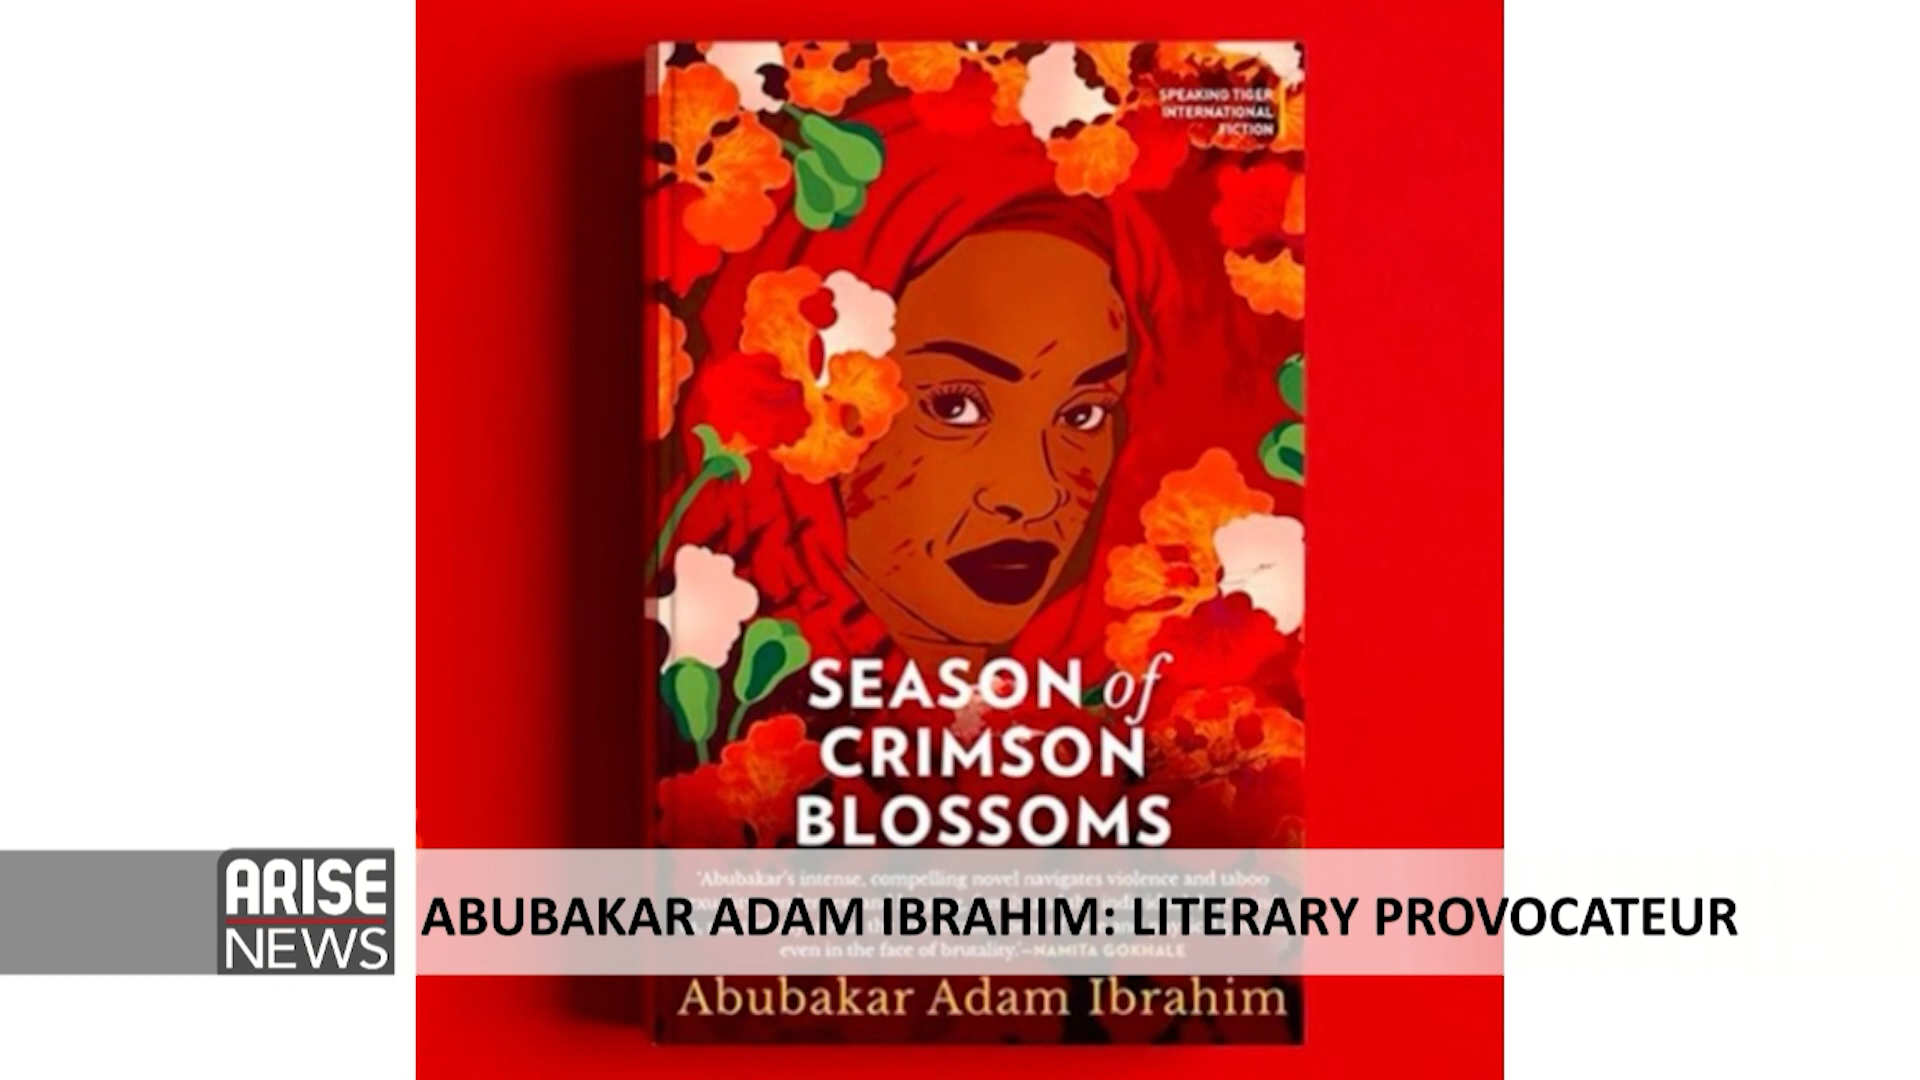 SPEAKING TIGER
INTERNATIONAL
FICTION
SEASON of
CRIMSON
BLOSSOMS
'Abubakar's intense, compelling novel navigates violence and taboo
even in the face of brutality.'—NAMITA GOKHALE
Abubakar Adam Ibrahim
ARISE
NEWS
ABUBAKAR ADAM IBRAHIM: LITERARY PROVOCATEUR